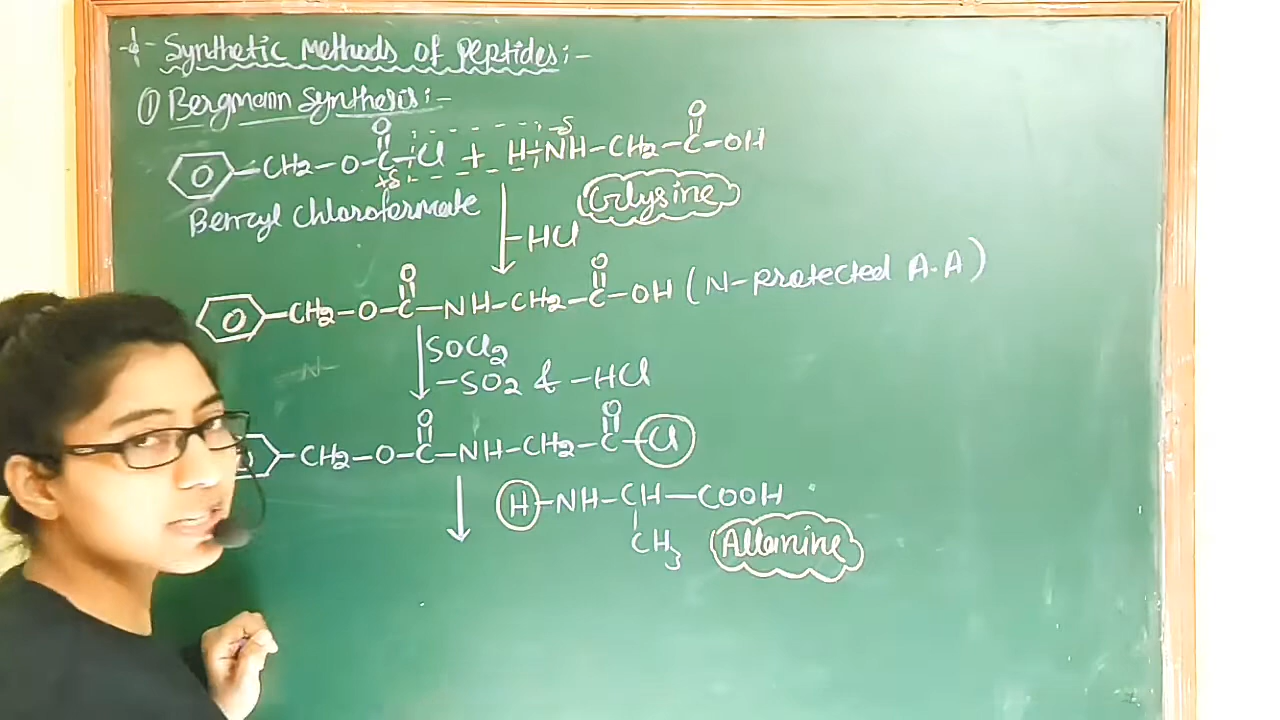 Synthetic Methods of Peptides:-
① Bergmann Synthesis:-
CH2-O-C-Cl + H-NH-CH2-C-OH
O O
+δ -δ
Benzyl Chloroformate
Glysine
-HCl
CH2-O-C-NH-CH2-C-OH (N-protected A.A)
O O
SOCl2
-SO2 & -HCl
CH2-O-C-NH-CH2-C-Cl
O O
H-NH-CH-COOH
CH3
Allanine